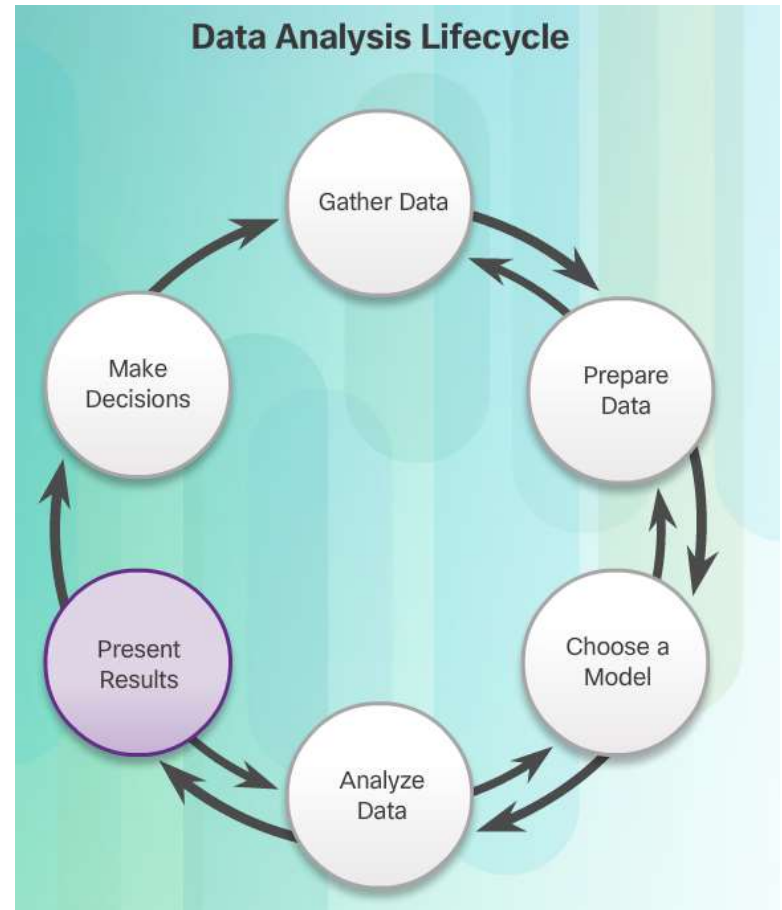 Data Analysis Lifecycle
Gather Data
Prepare
Data
Choose a
Model
Analyze
Data
Present
Results
Make
Decisions